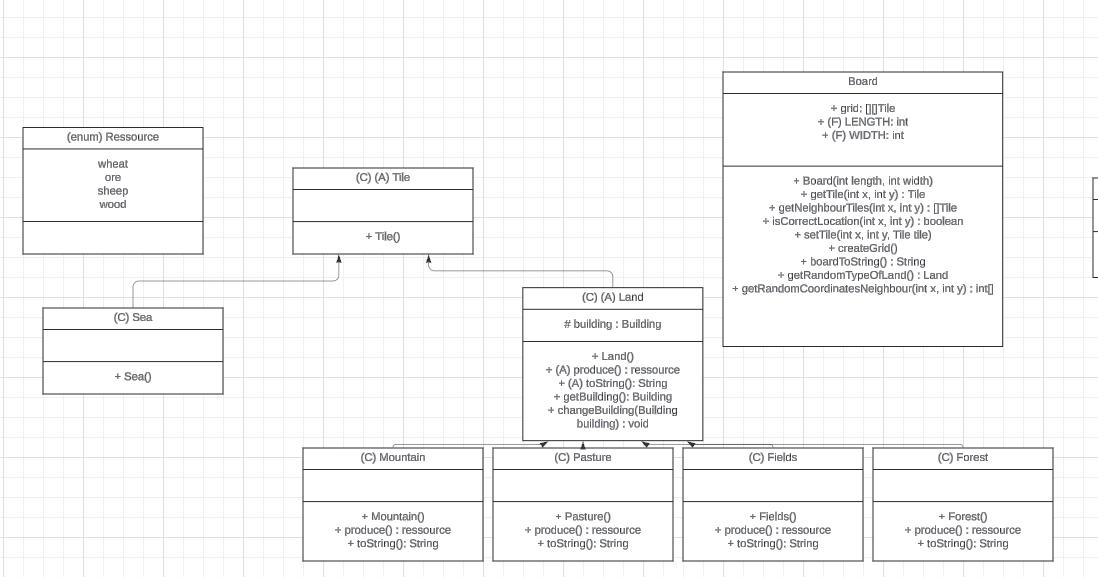 Board
+ grid; [][]Tile
+ (F) LENGTH: int
+ (F) WIDTH: int
+ Board(int length, int width)
+ getTile(int x, int y) : Tile
+ getNeighbourTiles(int x, int y) : []Tile
+ isCorrectLocation(int x, int y) : boolean
+ setTile(int x, int y, Tile tile)
+ createGrid()
+ boardToString() : String
+ getRandomTypeOfLand() : Land
+ getRandomCoordinatesNeighbour(int x, int y) : int[]
(enum) Ressource
wheat
ore
sheep
wood
(C) (A) Tile
+ Tile()
(C) Sea
+ Sea()
(C) (A) Land
# building : Building
+ Land()
+ (A) produce() : ressource
+ (A) toString(): String
+ getBuilding(): Building
+ changeBuilding(Building
building) : void
(C) Mountain
+ Mountain()
+ produce() : ressource
+ toString(): String
(C) Pasture
+ Pasture()
+ produce() : ressource
+ toString(): String
(C) Fields
+ Fields()
+ produce() : ressource
+ toString(): String
(C) Forest
+ Forest()
+ produce() : ressource
+ toString(): String